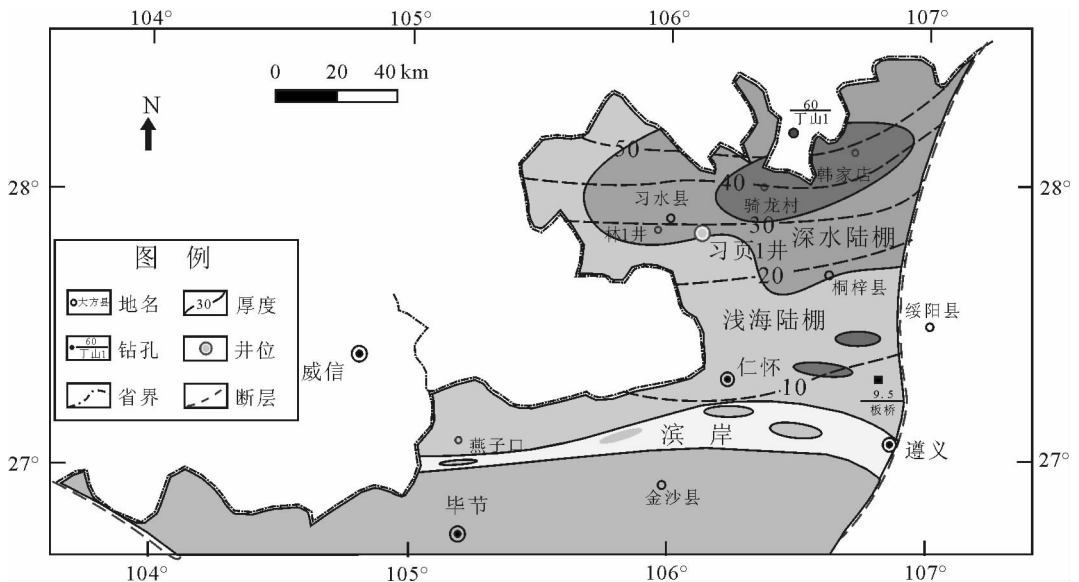 104°
105°
106°
107°
0 20 40 km
N
60
丁山1
50
韩家店
28°
28°
40
习水县
骑龙村
30
林1井
深水陆棚
习页1井
图 例
20
桐梓县
大方县
地名
30
厚度
浅海陆棚
绥阳县
60
丁山1
钻孔
井位
威信
仁怀
10
9.5
板桥
省界
断层
滨 岸
燕子口
遵义
27°
27°
毕节
金沙县
104°
105°
106°
107°